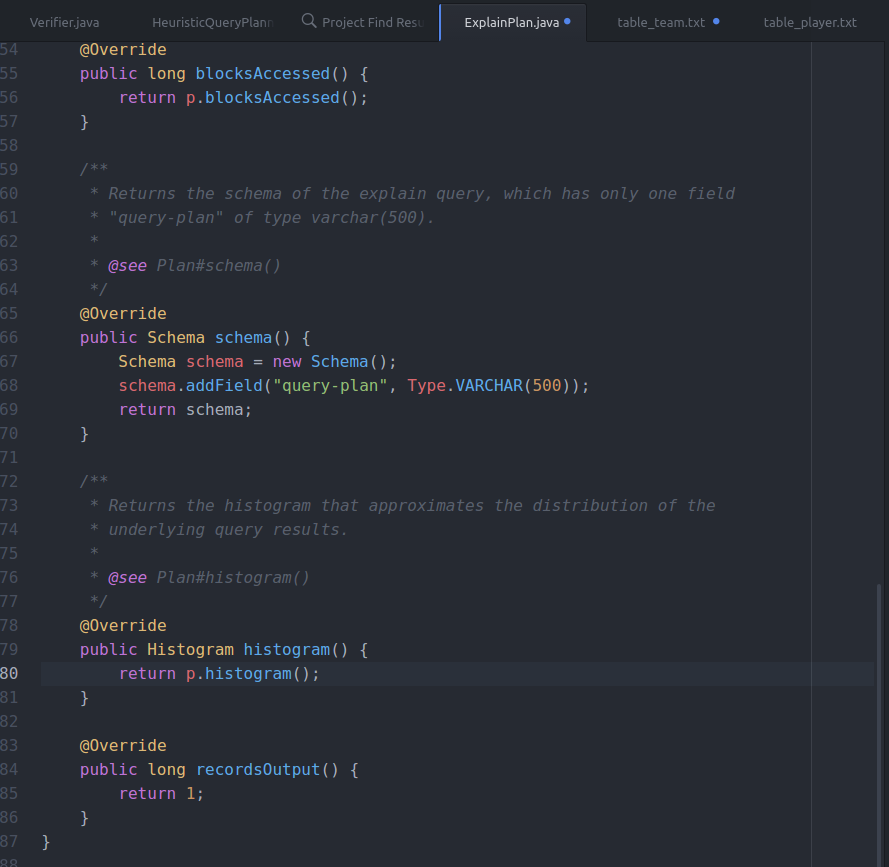 Verifier.java
HeuristicQueryPlann
Project Find Resu
ExplainPlan.java
table_team.txt
table_player.txt
54     @Override
55     public long blocksAccessed() {
56         return p.blocksAccessed();
57     }
58
59     /**
60      * Returns the schema of the explain query, which has only one field
61      * "query-plan" of type varchar(500).
62      *
63      * @see Plan#schema()
64      */
65     @Override
66     public Schema schema() {
67         Schema schema = new Schema();
68         schema.addField("query-plan", Type.VARCHAR(500));
69         return schema;
70     }
71
72     /**
73      * Returns the histogram that approximates the distribution of the
74      * underlying query results.
75      *
76      * @see Plan#histogram()
77      */
78     @Override
79     public Histogram histogram() {
80         return p.histogram();
81     }
82
83     @Override
84     public long recordsOutput() {
85         return 1;
86     }
87 }
88